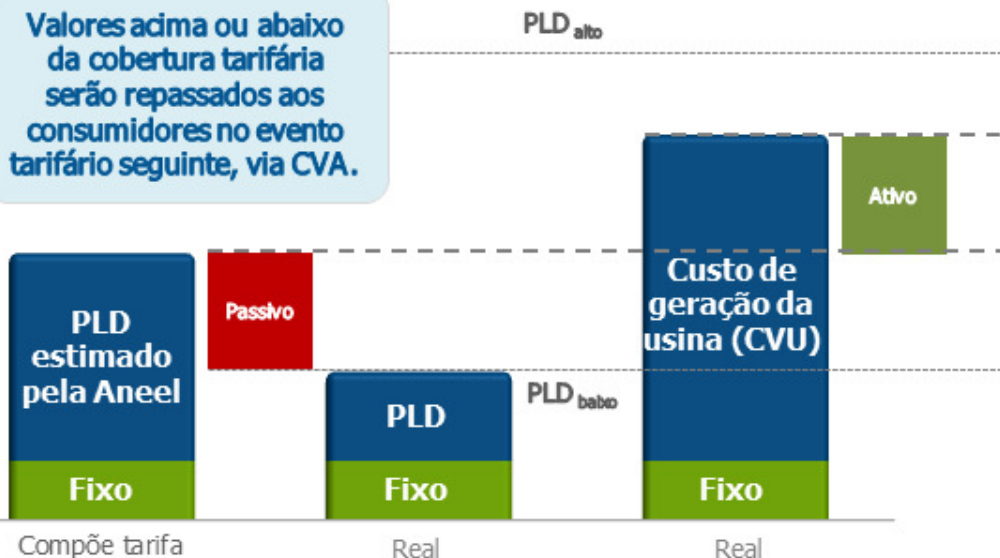 Valores acima ou abaixo
da cobertura tarifária
serão repassados aos
consumidores no evento
tarifário seguinte, via CVA.
PLD alto
Ativo
Custo de
geração da
usina (CVU)
PLD
estimado
pela Aneel
Passivo
PLD baixo
PLD
Fixo
Fixo
Fixo
Compõe tarifa
Real
Real